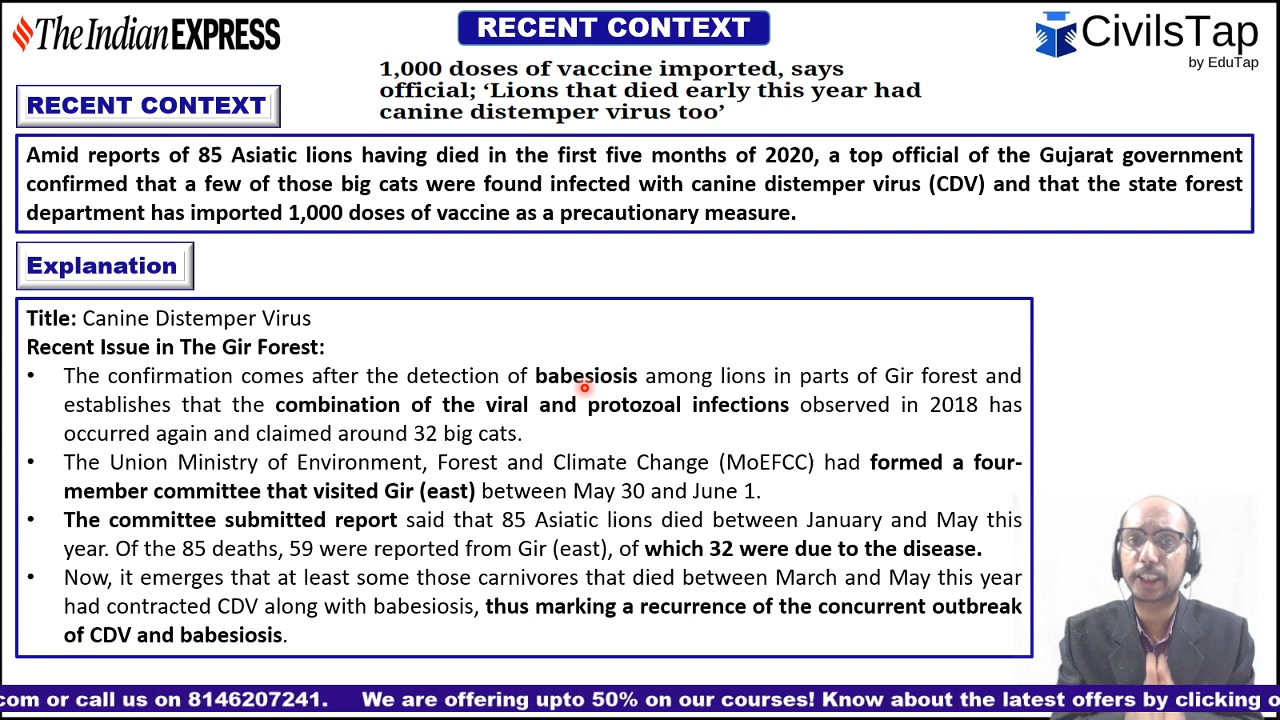 The Indian EXPRESS
RECENT CONTEXT
CivilsTap
by EduTap
1,000 doses of vaccine imported, says
official; ‘Lions that died early this year had
canine distemper virus too’
RECENT CONTEXT
Amid reports of 85 Asiatic lions having died in the first five months of 2020, a top official of the Gujarat government
confirmed that a few of those big cats were found infected with canine distemper virus (CDV) and that the state forest
department has imported 1,000 doses of vaccine as a precautionary measure.
Explanation
Title: Canine Distemper Virus
Recent Issue in The Gir Forest:
• The confirmation comes after the detection of babesiosis among lions in parts of Gir forest and
establishes that the combination of the viral and protozoal infections observed in 2018 has
occurred again and claimed around 32 big cats.
• The Union Ministry of Environment, Forest and Climate Change (MoEFCC) had formed a four-
member committee that visited Gir (east) between May 30 and June 1.
• The committee submitted report said that 85 Asiatic lions died between January and May this
year. Of the 85 deaths, 59 were reported from Gir (east), of which 32 were due to the disease.
• Now, it emerges that at least some those carnivores that died between March and May this year
had contracted CDV along with babesiosis, thus marking a recurrence of the concurrent outbreak
of CDV and babesiosis.
com or call us on 8146207241. We are offering upto 50% on our courses! Know about the latest offers by clicking o